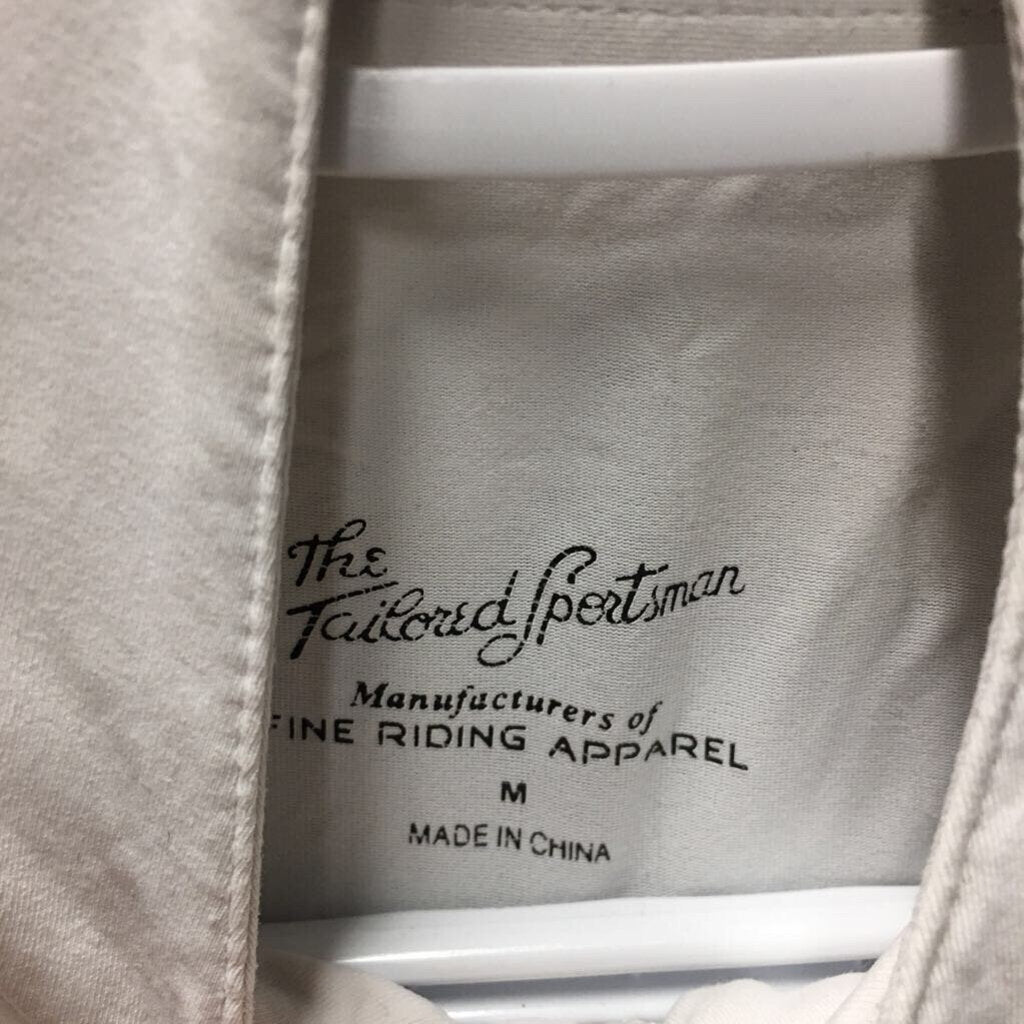 The
Tailored Sportsman
Manufacturers of
FINE RIDING APPAREL
M
MADE IN CHINA